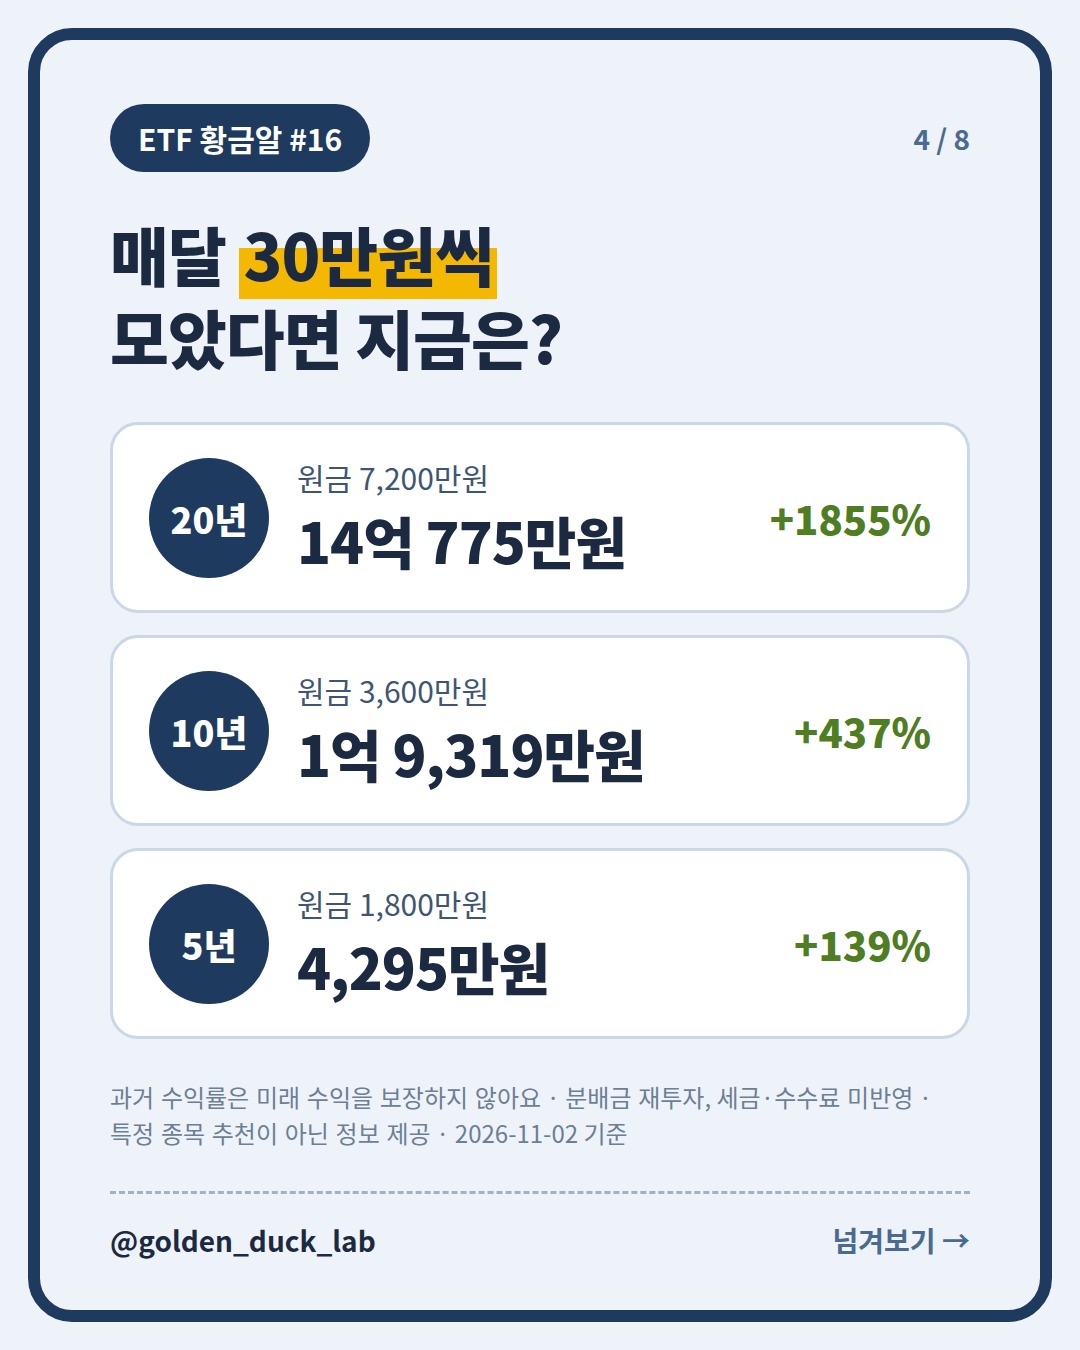 ETF 황금알 #16
4 / 8
매달 30만원씩
모았다면 지금은?
20년
원금 7,200만원
14억 775만원
+1855%
10년
원금 3,600만원
1억 9,319만원
+437%
5년
원금 1,800만원
4,295만원
+139%
과거 수익률은 미래 수익을 보장하지 않아요 · 분배금 재투자, 세금·수수료 미반영 ·
특정 종목 추천이 아닌 정보 제공 · 2026-11-02 기준
@golden_duck_lab
넘겨보기 →